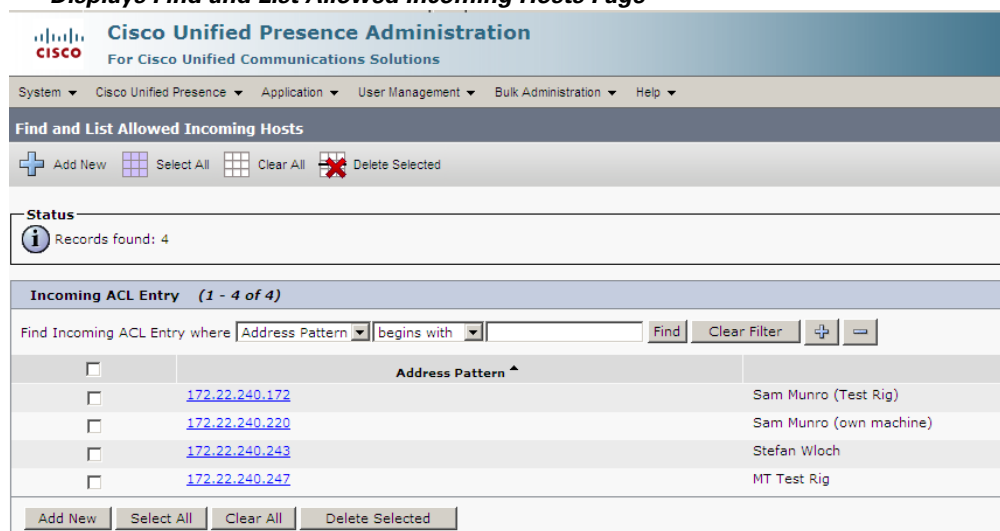 Displays Find and List Allowed Incoming Hosts Page
CISCO
Cisco Unified Presence Administration
For Cisco Unified Communications Solutions
System Cisco Unified Presence Application User Management Bulk Administration Help
Find and List Allowed Incoming Hosts
Add New Select All Clear All Delete Selected
Status
Records found: 4
Incoming ACL Entry (1 - 4 of 4)
Find Incoming ACL Entry where Address Pattern begins with Find Clear Filter
Address Pattern
172.22.240.172 Sam Munro (Test Rig)
172.22.240.220 Sam Munro (own machine)
172.22.240.243 Stefan Wloch
172.22.240.247 MT Test Rig
Add New Select All Clear All Delete Selected